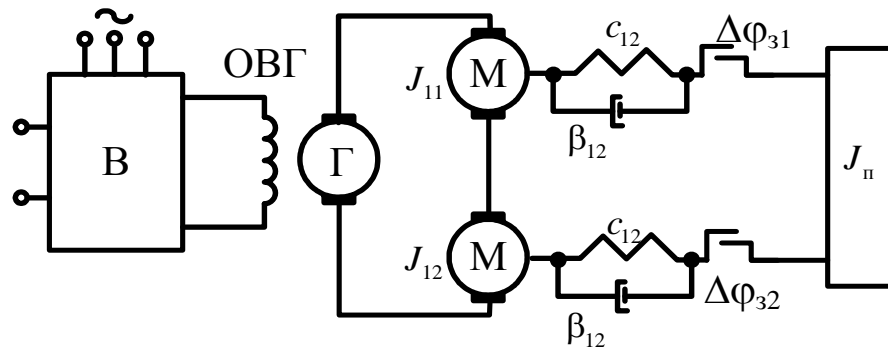 ~
ОВГ
В
Г
J₁₁
М
c₁₂
β₁₂
Δφз1
Jп
J₁₂
М
c₁₂
β₁₂
Δφз2